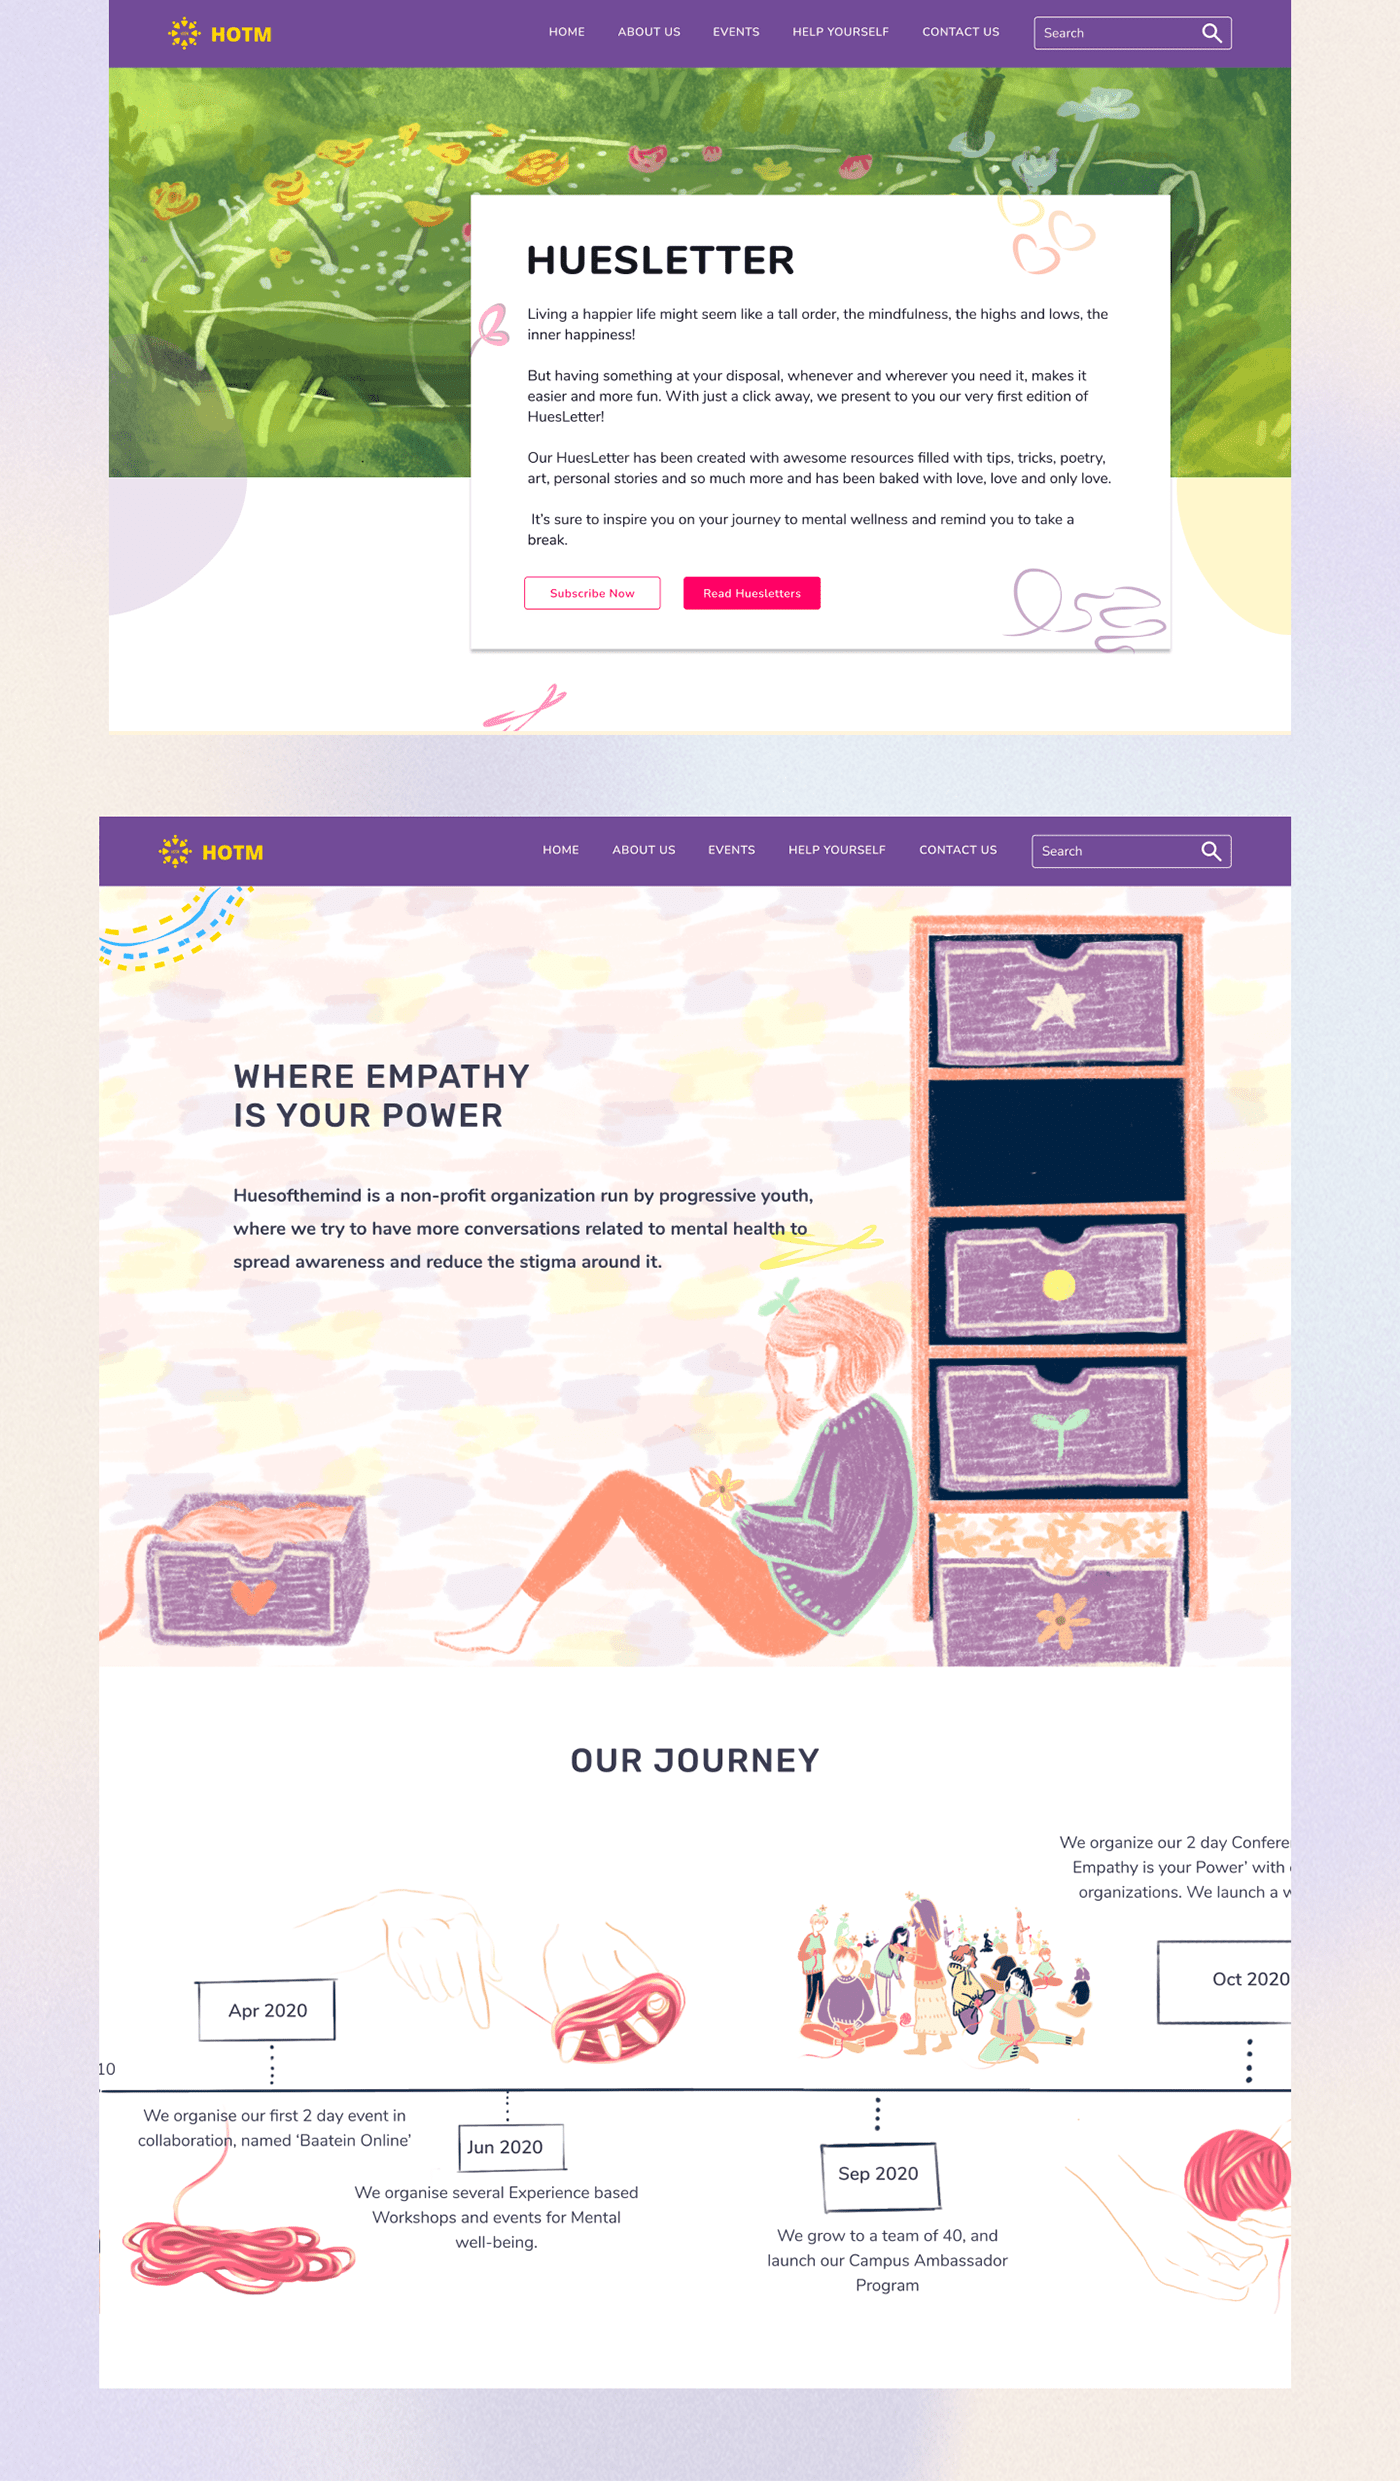 HOTM
HOME ABOUT US EVENTS HELP YOURSELF CONTACT US Search
HUESLETTER
Living a happier life might seem like a tall order, the mindfulness, the highs and lows, the
inner happiness!
But having something at your disposal, whenever and wherever you need it, makes it
easier and more fun. With just a click away, we present to you our very first edition of
HuesLetter!
Our HuesLetter has been created with awesome resources filled with tips, tricks, poetry,
art, personal stories and so much more and has been baked with love, love and only love.
It’s sure to inspire you on your journey to mental wellness and remind you to take a
break.
Subscribe Now Read Huesletters
HOTM
HOME ABOUT US EVENTS HELP YOURSELF CONTACT US Search
WHERE EMPATHY
IS YOUR POWER
Huesofthemind is a non-profit organization run by progressive youth,
where we try to have more conversations related to mental health to
spread awareness and reduce the stigma around it.
OUR JOURNEY
We organize our 2 day Confere
Empathy is your Power’ with
organizations. We launch a w
Oct 2020
Apr 2020
10
We organise our first 2 day event in
collaboration, named ‘Baatein Online’
Jun 2020
We organise several Experience based
Workshops and events for Mental
well-being.
Sep 2020
We grow to a team of 40, and
launch our Campus Ambassador
Program